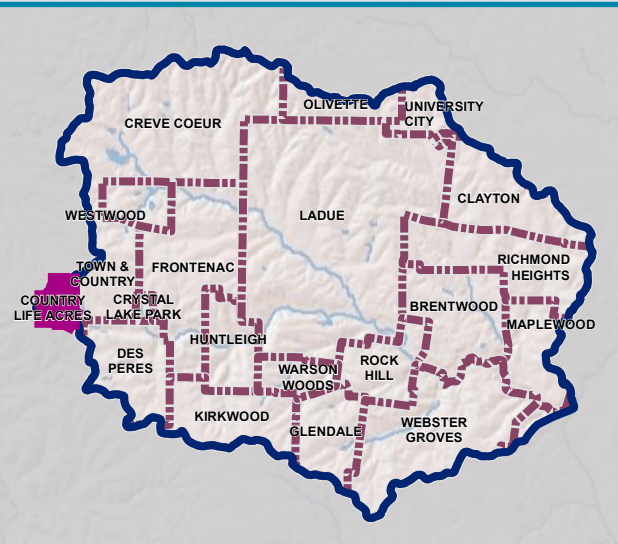 OLIVETTE
UNIVERSITY
CITY
CREVE COEUR
CLAYTON
WESTWOOD
LADUE
RICHMOND
HEIGHTS
TOWN &
COUNTRY
FRONTENAC
COUNTRY
LIFE ACRES
CRYSTAL
LAKE PARK
BRENTWOOD
MAPLEWOOD
HUNTLEIGH
DES
PERES
WARSON
WOODS
ROCK
HILL
KIRKWOOD
GLENDALE
WEBSTER
GROVES